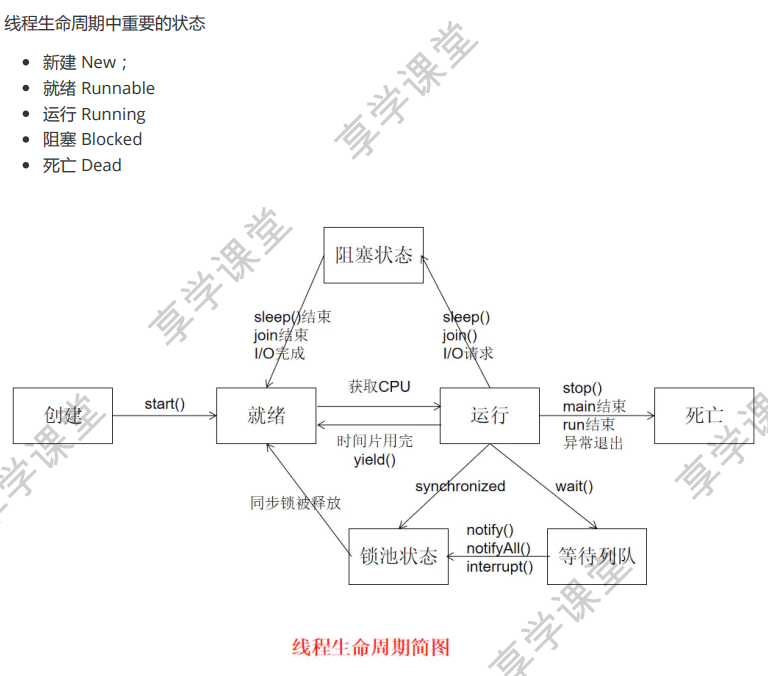 线程生命周期中重要的状态
新建 New；
就绪 Runnable
运行 Running
阻塞 Blocked
死亡 Dead
阻塞状态
sleep()结束
join结束
I/O完成
sleep()
join()
I/O请求
创建
start()
就绪
获取CPU
时间片用完
yield()
运行
stop()
main结束
run结束
异常退出
死亡
synchronized
wait()
同步锁被释放
锁池状态
notify()
notifyAll()
interrupt()
等待列队
线程生命周期简图
享学课堂
享学课堂
享学课堂
享学课堂
享学课堂